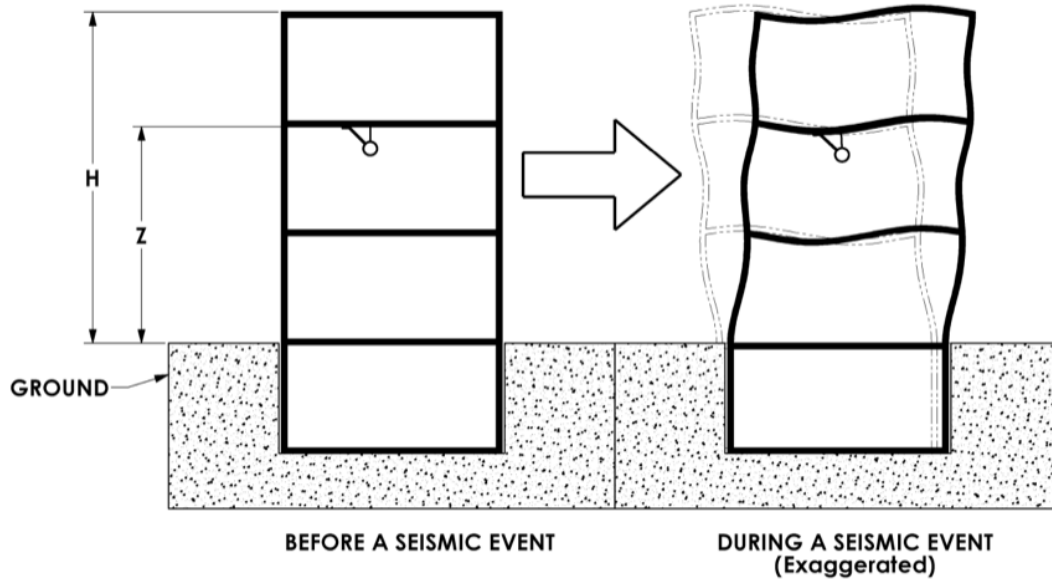 H
Z
GROUND
BEFORE A SEISMIC EVENT
DURING A SEISMIC EVENT
(Exaggerated)